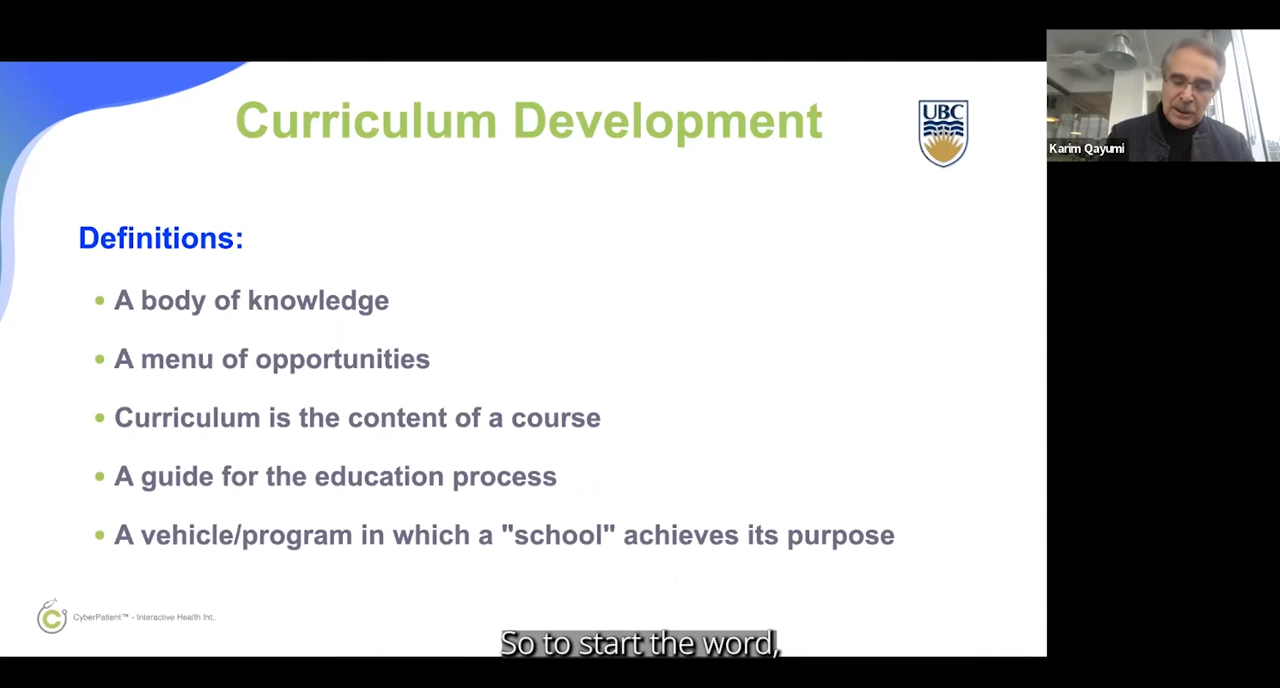 Curriculum Development
UBC
Karim Qayumi
Definitions:
• A body of knowledge
• A menu of opportunities
• Curriculum is the content of a course
• A guide for the education process
• A vehicle/program in which a "school" achieves its purpose
CyberPatient™ - Interactive Health Int..
So to start the word,